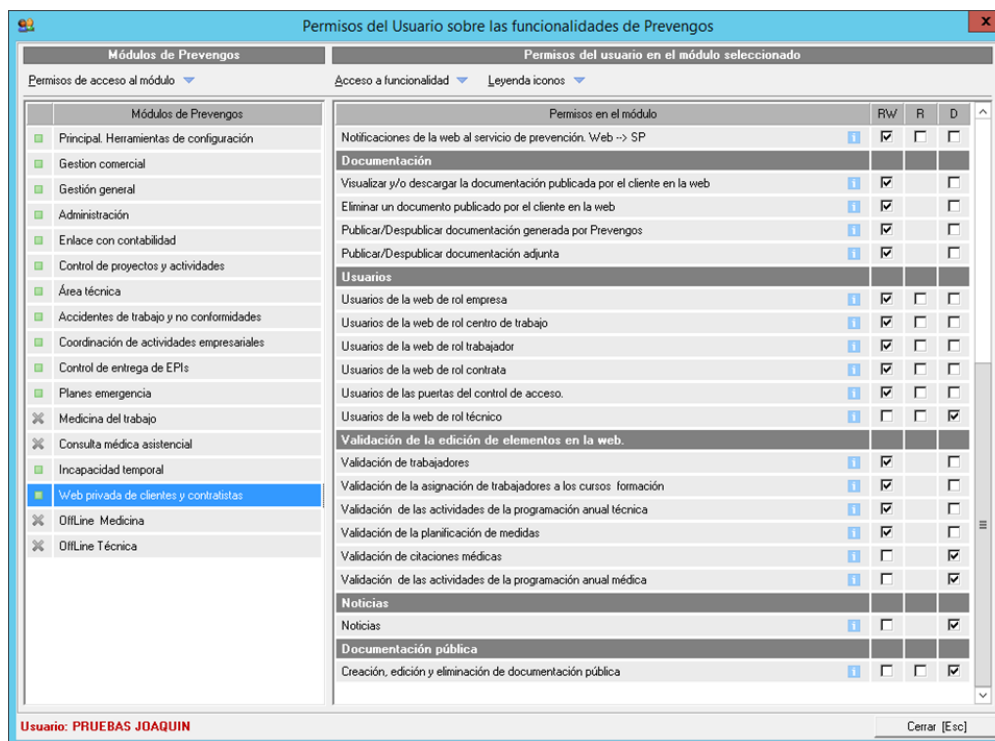 Permisos del Usuario sobre las funcionalidades de Prevengos
x
Módulos de Prevengos
Permisos de acceso al módulo
Módulos de Prevengos
Principal. Herramientas de configuración
Gestion comercial
Gestión general
Administración
Enlace con contabilidad
Control de proyectos y actividades
Área técnica
Accidentes de trabajo y no conformidades
Coordinación de actividades empresariales
Control de entrega de EPIs
Planes emergencia
Medicina del trabajo
Consulta médica asistencial
Incapacidad temporal
Web privada de clientes y contratistas
OffLine Medicina
OffLine Técnica
Permisos del usuario en el módulo seleccionado
Acceso a funcionalidad Leyenda iconos
Permisos en el módulo RW R D
Notificaciones de la web al servicio de prevención. Web --> SP
Documentación
Visualizar y/o descargar la documentación publicada por el cliente en la web
Eliminar un documento publicado por el cliente en la web
Publicar/Despublicar documentación generada por Prevengos
Publicar/Despublicar documentación adjunta
Usuarios
Usuarios de la web de rol empresa
Usuarios de la web de rol centro de trabajo
Usuarios de la web de rol trabajador
Usuarios de la web de rol contrata
Usuarios de las puertas del control de acceso.
Usuarios de la web de rol técnico
Validación de la edición de elementos en la web.
Validación de trabajadores
Validación de la asignación de trabajadores a los cursos formación
Validación de las actividades de la programación anual técnica
Validación de la planificación de medidas
Validación de citaciones médicas
Validación de las actividades de la programación anual médica
Noticias
Noticias
Documentación pública
Creación, edición y eliminación de documentación pública
Usuario: PRUEBAS JOAQUIN
Cerrar [Esc]